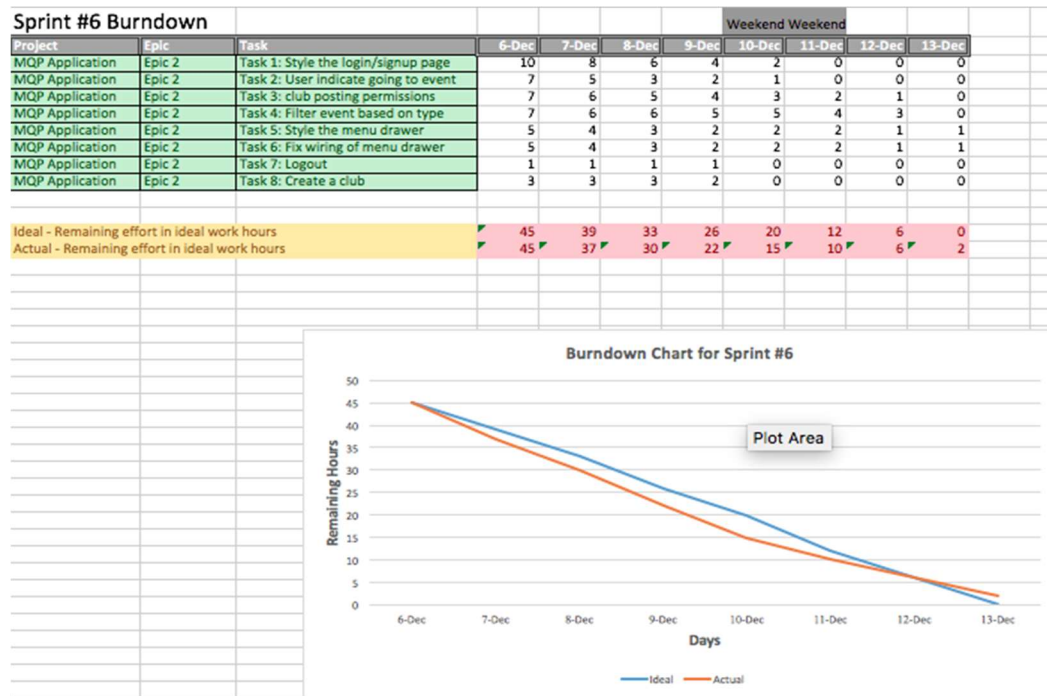 Sprint #6 Burndown Weekend Weekend
Project Epic Task 6-Dec 7-Dec 8-Dec 9-Dec 10-Dec 11-Dec 12-Dec 13-Dec
MQP Application Epic 2 Task 1: Style the login/signup page 10 8 6 4 2 0 0 0
MQP Application Epic 2 Task 2: User indicate going to event 7 5 3 2 1 0 0 0
MQP Application Epic 2 Task 3: club posting permissions 7 6 5 4 3 2 1 0
MQP Application Epic 2 Task 4: Filter event based on type 7 6 6 5 5 4 3 0
MQP Application Epic 2 Task 5: Style the menu drawer 5 4 3 2 2 2 1 1
MQP Application Epic 2 Task 6: Fix wiring of menu drawer 5 4 3 2 2 2 1 1
MQP Application Epic 2 Task 7: Logout 1 1 1 1 0 0 0 0
MQP Application Epic 2 Task 8: Create a club 3 3 3 2 0 0 0 0
Ideal - Remaining effort in ideal work hours 45 39 33 26 20 12 6 0
Actual - Remaining effort in ideal work hours 45 37 30 22 15 10 6 2
Burndown Chart for Sprint #6
50
45
40
35
30
25
20
15
10
5
0
Remaining Hours
Plot Area
6-Dec 7-Dec 8-Dec 9-Dec 10-Dec 11-Dec 12-Dec 13-Dec
Days
Ideal Actual